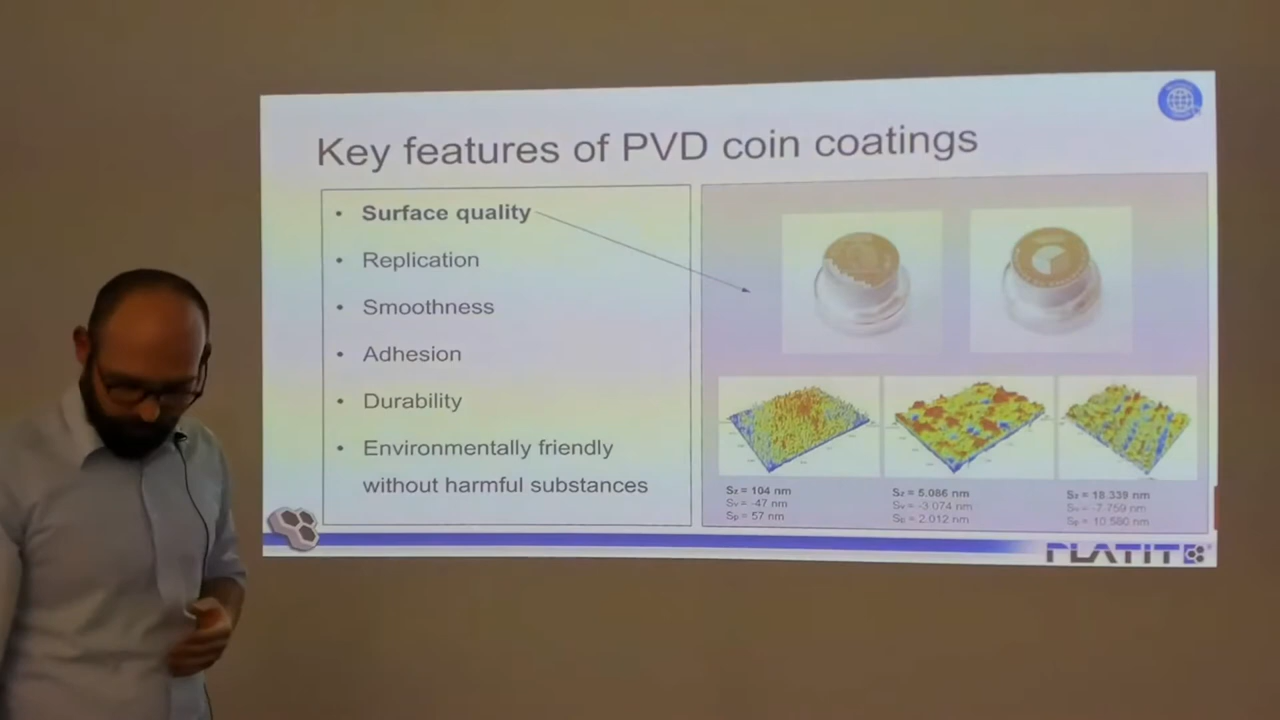 Key features of PVD coin coatings
• Surface quality
• Replication
• Smoothness
• Adhesion
• Durability
• Environmentally friendly
without harmful substances
Sz = 104 nm
Sv = -47 nm
Sp = 57 nm
Sz = 5.086 nm
Sv = -3.074 nm
Sp = 2.012 nm
Sz = 18.339 nm
Sv = -7.759 nm
Sp = 10.580 nm
PLATIT